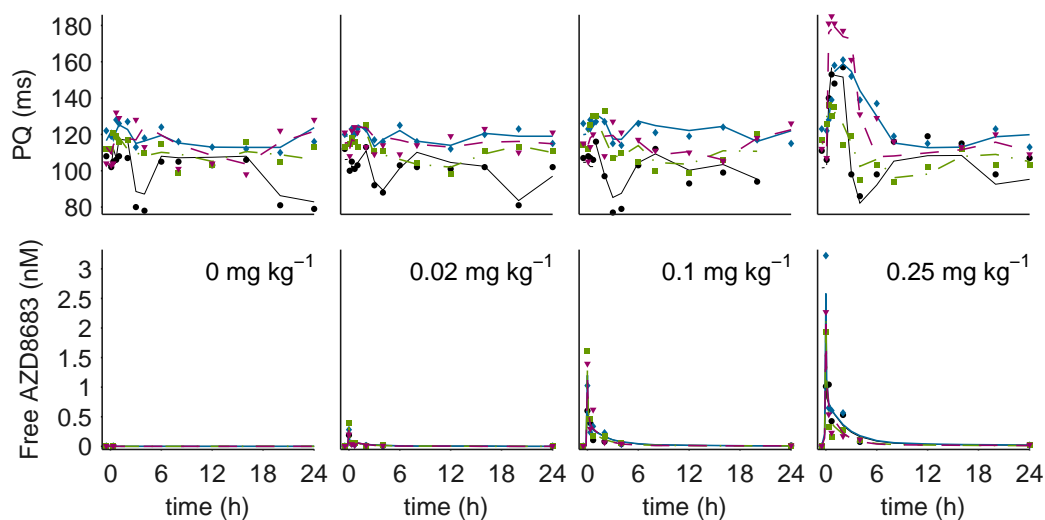 180
160
140
120
100
80
PQ (ms)
3
2.5
2
1.5
1
0.5
0
Free AZD8683 (nM)
0 mg kg⁻¹
0.02 mg kg⁻¹
0.1 mg kg⁻¹
0.25 mg kg⁻¹
0 6 12 18 24
0 6 12 18 24
0 6 12 18 24
0 6 12 18 24
time (h)
time (h)
time (h)
time (h)